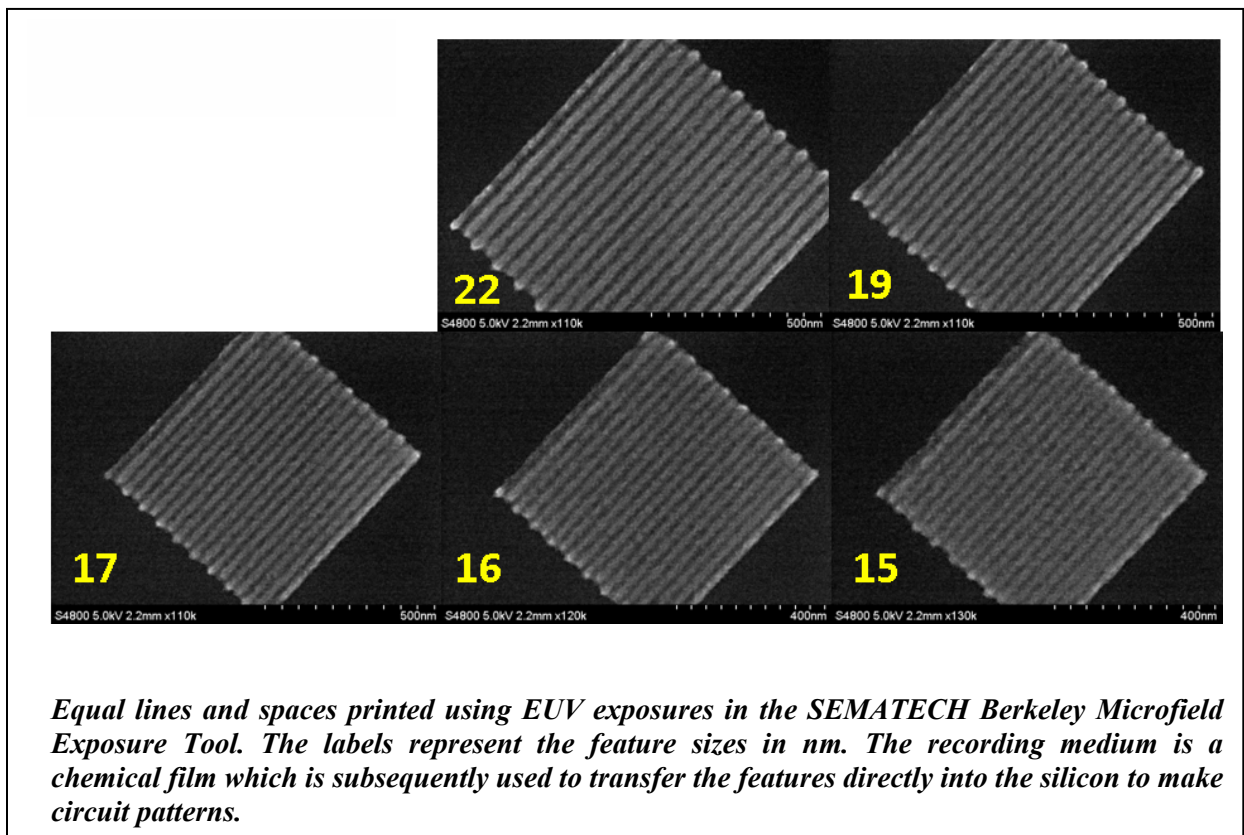 22
19
S4800 5.0kV 2.2mm x110k 500nm
S4800 5.0kV 2.2mm x110k 500nm
17
16
15
S4800 5.0kV 2.2mm x110k 500nm
S4800 5.0kV 2.2mm x120k 400nm
S4800 5.0kV 2.2mm x130k 400nm
Equal lines and spaces printed using EUV exposures in the SEMATECH Berkeley Microfield
Exposure Tool. The labels represent the feature sizes in nm. The recording medium is a
chemical film which is subsequently used to transfer the features directly into the silicon to make
circuit patterns.